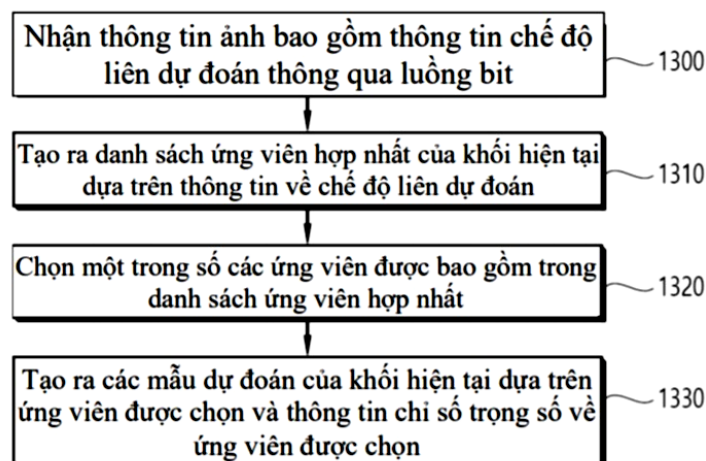 Nhận thông tin ảnh bao gồm thông tin chế độ
liên dự đoán thông qua luồng bit
1300
Tạo ra danh sách ứng viên hợp nhất của khối hiện tại
dựa trên thông tin về chế độ liên dự đoán
1310
Chọn một trong số các ứng viên được bao gồm trong
danh sách ứng viên hợp nhất
1320
Tạo ra các mẫu dự đoán của khối hiện tại dựa trên
ứng viên được chọn và thông tin chỉ số trọng số về
ứng viên được chọn
1330